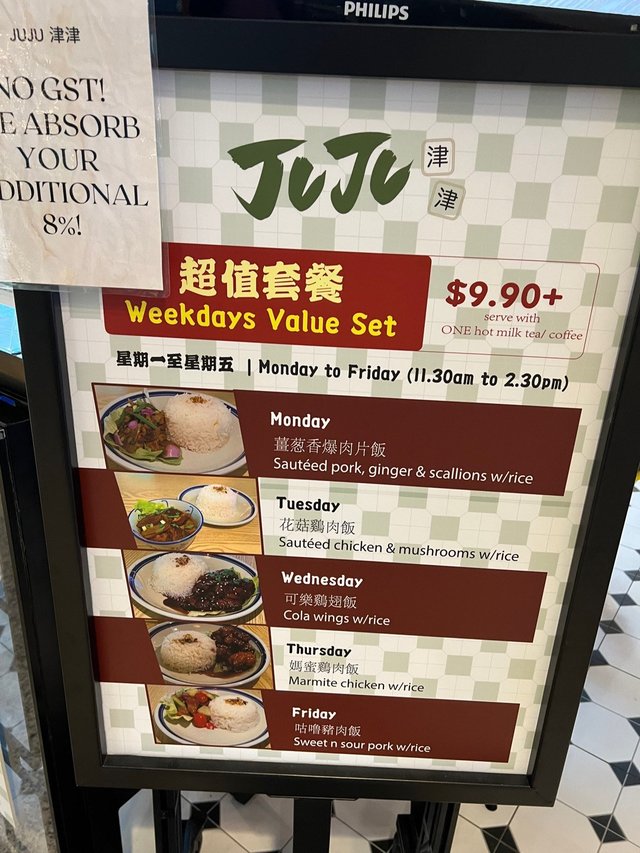 PHILIPS
JUJU 津津
NO GST!
E ABSORB
YOUR
DDITIONAL
8%!
JUJU 津津
超值套餐
Weekdays Value Set
$9.90+
serve with
ONE hot milk tea/ coffee
星期一至星期五 | Monday to Friday (11.30am to 2.30pm)
Monday
薑葱香爆肉片飯
Sautéed pork, ginger & scallions w/rice
Tuesday
花菇鷄肉飯
Sautéed chicken & mushrooms w/rice
Wednesday
可樂鷄翅飯
Cola wings w/rice
Thursday
媽蜜鷄肉飯
Marmite chicken w/rice
Friday
咕嚕豬肉飯
Sweet n sour pork w/rice